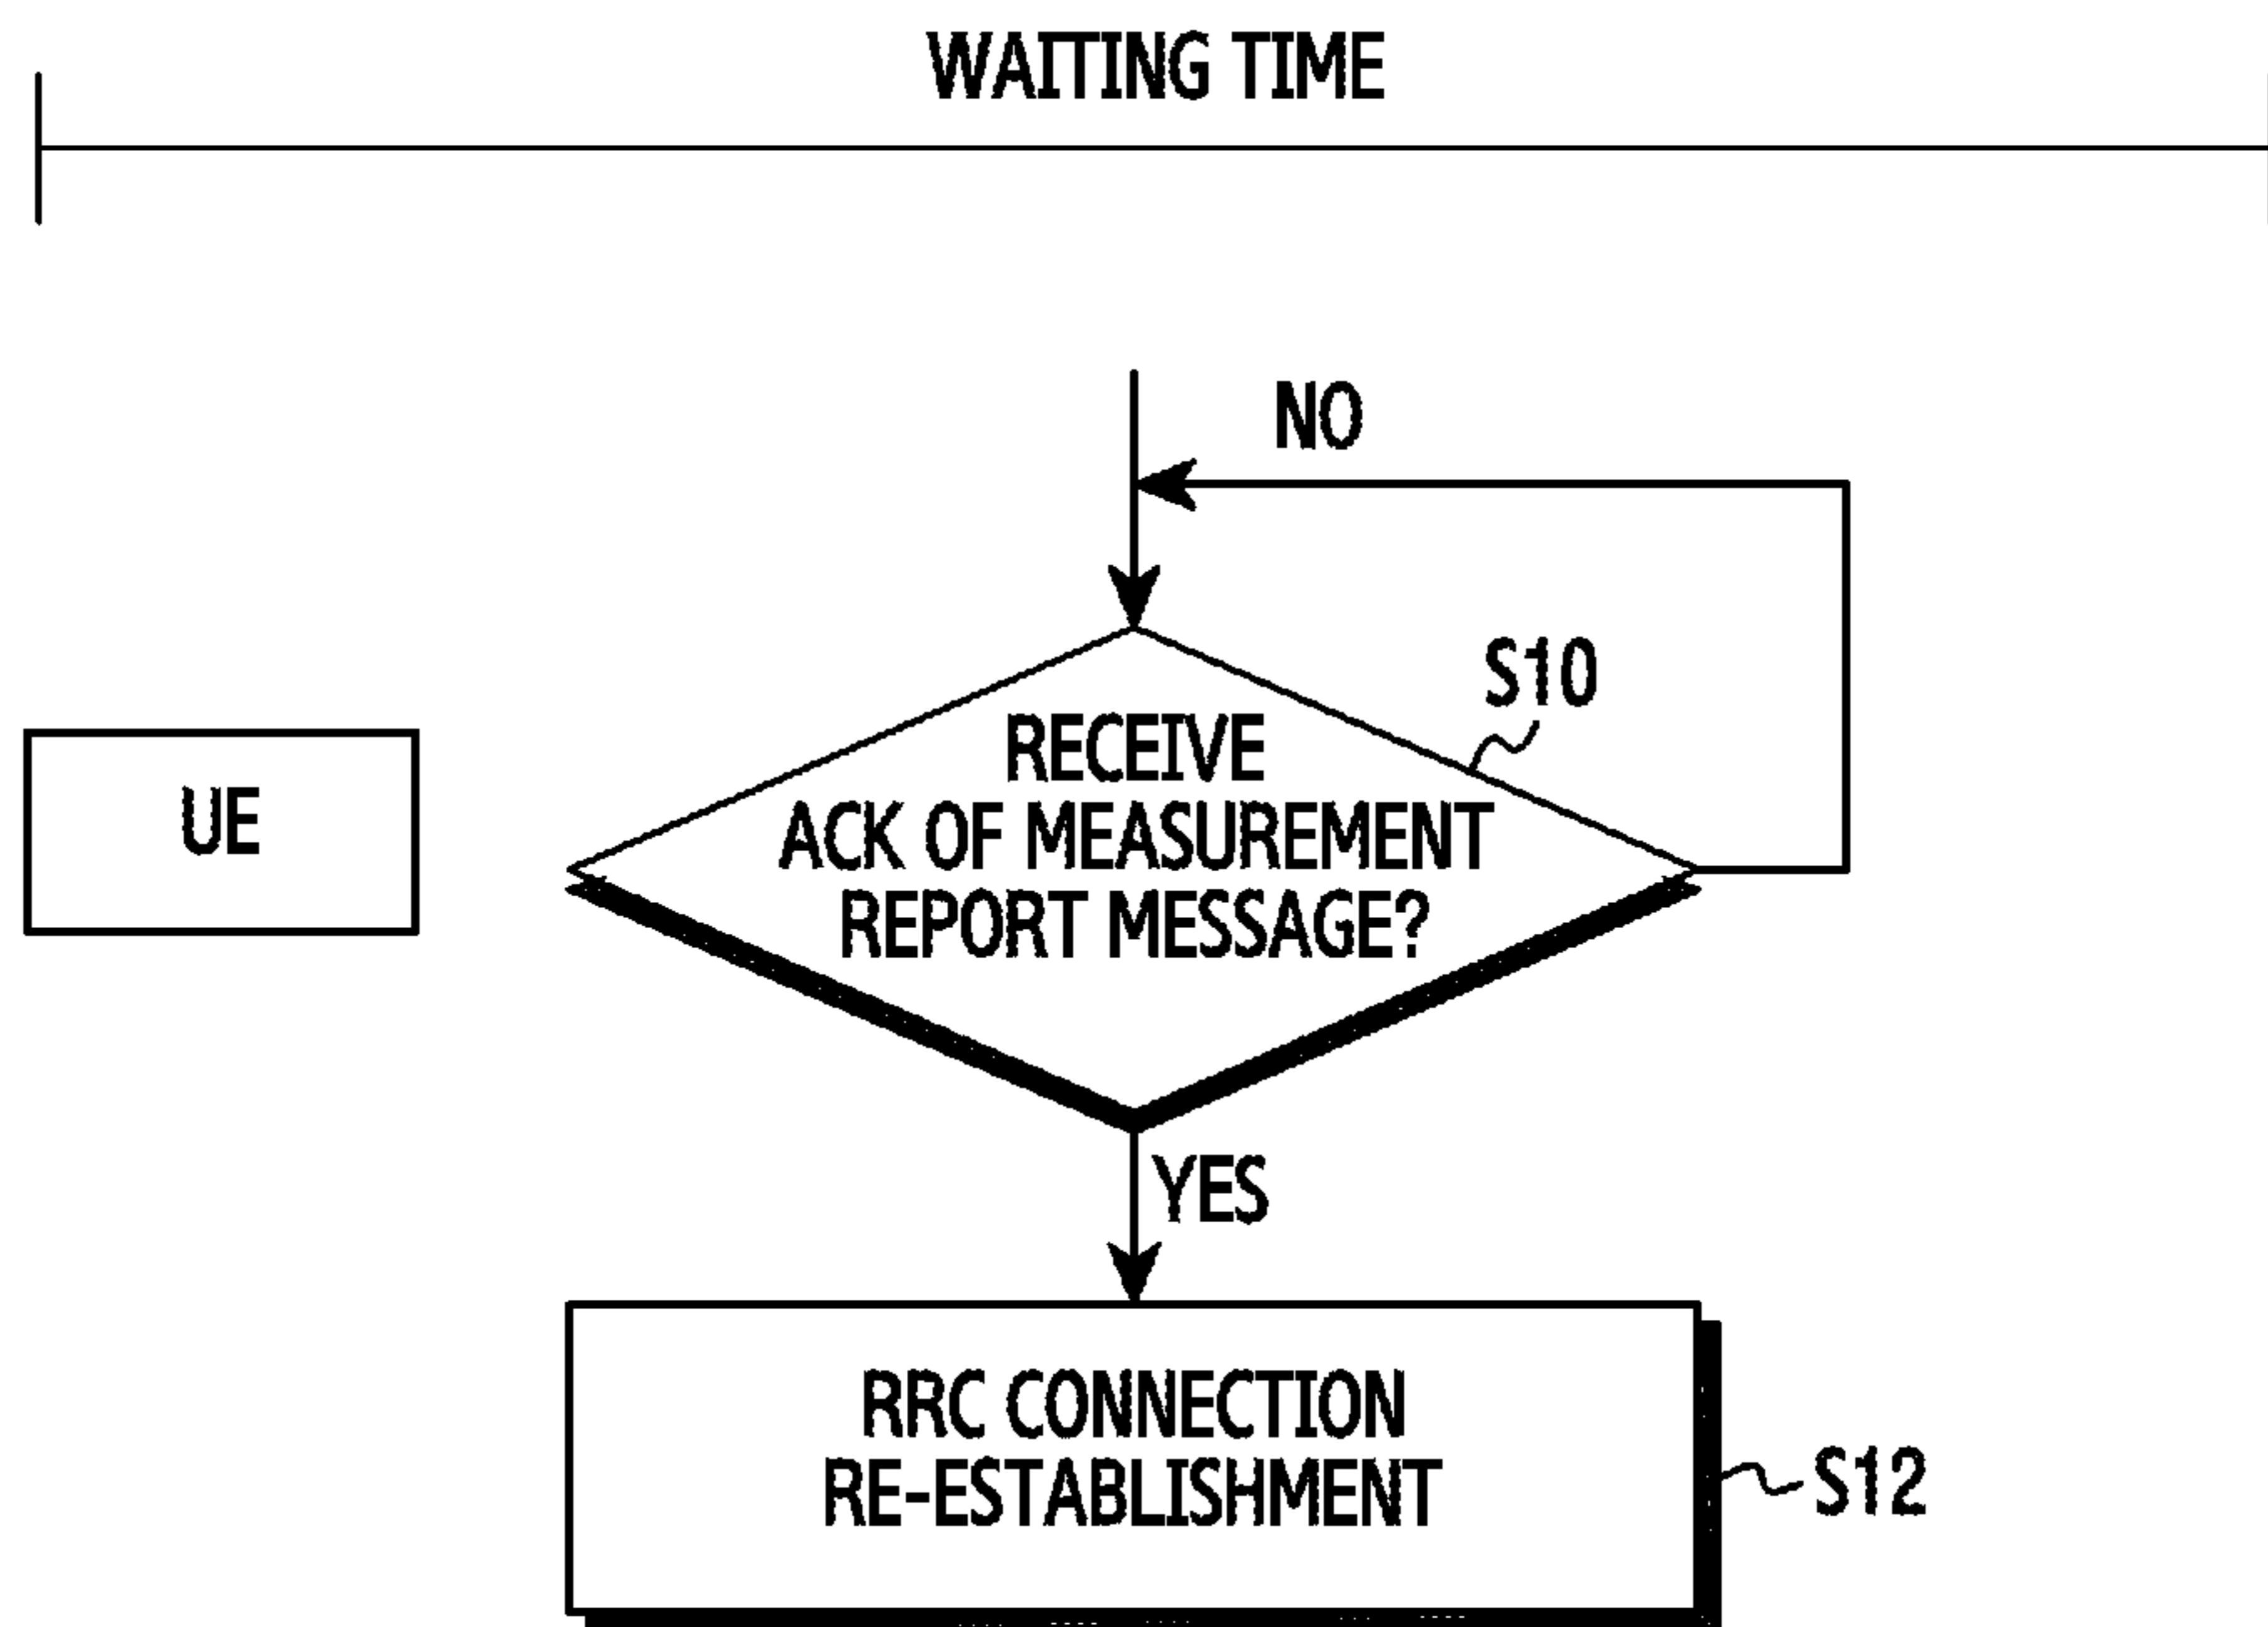 WAITING TIME
NO
S10
UE
RECEIVE
ACK OF MEASUREMENT
REPORT MESSAGE?
YES
RRC CONNECTION
RE-ESTABLISHMENT
S12